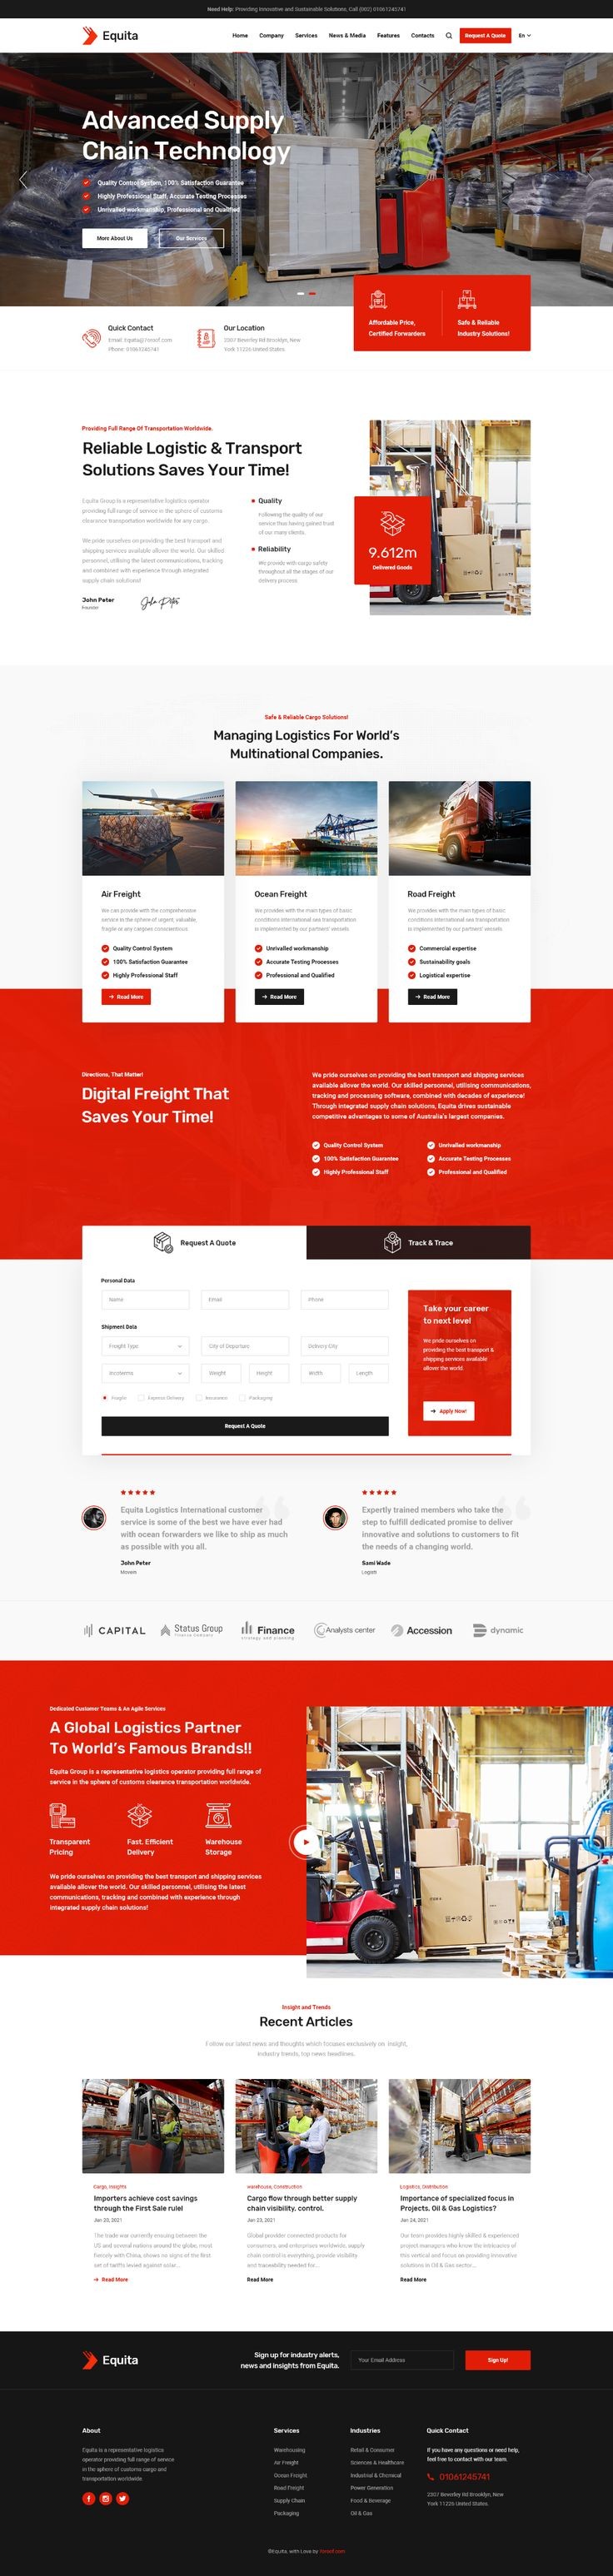 Need Help: Providing Innovative and Sustainable Solutions, Call (002) 01061245741
Equita
Home Company Services News & Media Features Contacts Request A Quote En
Advanced Supply
Chain Technology
Quality Control System, 100% Satisfaction Guarantee
Highly Professional Staff, Accurate Testing Processes
Unrivalled workmanship, Professional and Qualified
More About Us Our Services
Affordable Price,
Certified Forwarders
Safe & Reliable
Industry Solutions!
Quick Contact
Email: Equita@7oroof.com
Phone: 01061245741
Our Location
2307 Beverley Rd Brooklyn, New
York 11226 United States.
Providing Full Range Of Transportation Worldwide.
Reliable Logistic & Transport
Solutions Saves Your Time!
Equita Group is a representative logistics operator
providing full range of service in the sphere of customs
clearance transportation worldwide for any cargo.
We pride ourselves on providing the best transport and
shipping services available allover the world. Our skilled
personnel, utilising the latest communications, tracking
and combined with experience through integrated
supply chain solutions!
John Peter
Founder
John Peter
Quality
Following the quality of our
service thus having gained trust
of our many clients.
Reliability
We provide with cargo safety
throughout all the stages of our
delivery process.
9.612m
Delivered Goods
Safe & Reliable Cargo Solutions!
Managing Logistics For World's
Multinational Companies.
Air Freight
We can provide with the comprehensive
service in the sphere of urgent, valuable,
fragile or any cargoes conscientious
Quality Control System
100% Satisfaction Guarantee
Highly Professional Staff
Read More
Ocean Freight
We provides with the main types of basic
conditions International sea transportation
is implemented by our partners' vessels
Unrivalled workmanship
Accurate Testing Processes
Professional and Qualified
Read More
Road Freight
We provides with the main types of basic
conditions International sea transportation
is implemented by our partners' vessels
Commercial expertise
Sustainability goals
Logistical expertise
Read More
Directions, That Matter!
Digital Freight That
Saves Your Time!
We pride ourselves on providing the best transport and shipping services
available allover the world. Our skilled personnel, utilising communications,
tracking and processing software, combined with decades of experience!
Through integrated supply chain solutions, Equita drives sustainable
competitive advantages to some of Australia's largest companies.
Quality Control System
100% Satisfaction Guarantee
Highly Professional Staff
Unrivalled workmanship
Accurate Testing Processes
Professional and Qualified
Request A Quote
Track & Trace
Personal Data
Name Email Phone
Shipment Data
Freight Type City of Departure Delivery City
Incoterms Weight Height Width Length
Fragile Express Delivery Insurance Packaging
Request A Quote
Take your career
to next level
We pride ourselves on
providing the best transport &
shipping services available
allover the world.
Apply Now!
Equita Logistics International customer
service is some of the best we have ever had
with ocean forwarders we like to ship as much
as possible with you all.
John Peter
Movers
Expertly trained members who take the
step to fulfill dedicated promise to deliver
innovative and solutions to customers to fit
the needs of a changing world.
Sami Wade
Logisti
CAPITAL
Status Group
Finance Company
Finance
strategy and planning
Analysts center
Accession
dynamic
Dedicated Customer Teams & An Agile Services
A Global Logistics Partner
To World's Famous Brands!!
Equita Group is a representative logistics operator providing full range of
service in the sphere of customs clearance transportation worldwide.
Transparent
Pricing
Fast, Efficient
Delivery
Warehouse
Storage
We pride ourselves on providing the best transport and shipping services
available allover the world. Our skilled personnel, utilising the latest
communications, tracking and combined with experience through
integrated supply chain solutions!
Insight and Trends
Recent Articles
Follow our latest news and thoughts which focuses exclusively on insight,
industry trends, top news headlines.
Cargo, Insights
Importers achieve cost savings
through the First Sale rule!
Jan 20, 2021
The trade war currently ensuing between the
US and several nations around the globe, most
fiercely with China, shows no signs of the first
set of tariffs levied against solar...
Read More
Warehouse, Construction
Cargo flow through better supply
chain visibility, control.
Jan 23, 2021
Global provider connected products for
consumers, and enterprises worldwide, supply
chain control is everything, provide visibility
and traceability needed for...
Read More
Logistics, Distribution
Importance of specialized focus in
Projects, Oil & Gas Logistics?
Jan 24, 2021
Our team provides highly skilled & experienced
project managers who know the intricacies of
this vertical and focus on providing innovative
solutions in Oil & Gas sector...
Read More
Equita
Sign up for industry alerts,
news and insights from Equita.
Your Email Address
Sign Up!
About
Equita is a representative logistics
operator providing full range of service
in the sphere of customs cargo and
transportation worldwide.
Services
Warehousing
Air Freight
Ocean Freight
Road Freight
Supply Chain
Packaging
Industries
Retail & Consumer
Sciences & Healthcare
Industrial & Chemical
Power Generation
Food & Beverage
Oil & Gas
Quick Contact
If you have any questions or need help,
feel free to contact with our team.
01061245741
2307 Beverley Rd Brooklyn, New
York 11226 United States.
©Equita, with Love by 7oroof.com